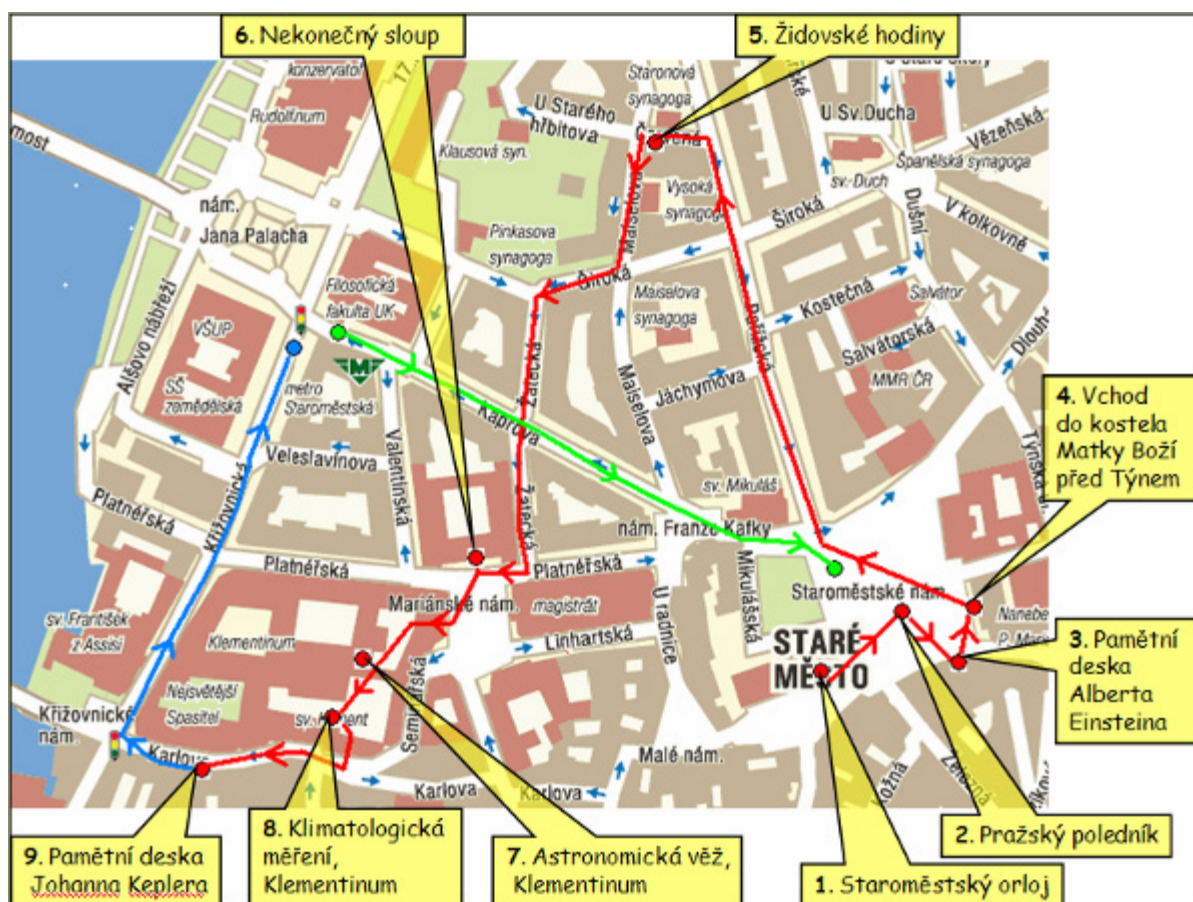 6. Nekonečný sloup
5. Židovské hodiny
konzervatoř
17.
Rudolfinum
most
nám.
Jana Palacha
Klausová syn.
Pinkasova
synagoga
U Starého
hřbitova
Staronová
synagoga
Červená
Vysoká
synagoga
Maiselova
Široká
Široká
U Sv.Ducha
sv. Duch
Španělská synagoga
Vězeňská
V kolkovně
Dušní
Kostečná
Salvátor
Salvátorská
MMR ČR
Dlouhá
Pařížská
Maiselova
synagoga
Maiselova
Jáchymova
Alšovo nábřeží
VŠUP
SŠ
zemědělská
Filosofická
fakulta UK
M
metro
Staroměstská
Kaprova
Žatecká
Žatecká
Valentinská
Veleslavínova
Křižovnická
Platnéřská
Platnéřská
Platnéřská
sv. Mikuláš
nám. Franze Kafky
Mikulášská
U radnice
Týnská ul.
4. Vchod
do kostela
Matky Boží
před Týnem
Staroměstské nám.
STARÉ
MĚSTO
Mariánské nám.
magistrát
Linhartská
Seminářská
sv. František
z Assisi
Klementinum
Nejsvětější
Spasitel
sv. Kliment
Křižovnické
nám.
Karlova
Karlova
Karlova
Malé nám.
Kožná
Železná
3. Pamětní
deska
Alberta
Einsteina
2. Pražský poledník
1. Staroměstský orloj
7. Astronomická věž,
Klementinum
8. Klimatologická
měření,
Klementinum
9. Pamětní deska
Johanna Keplera